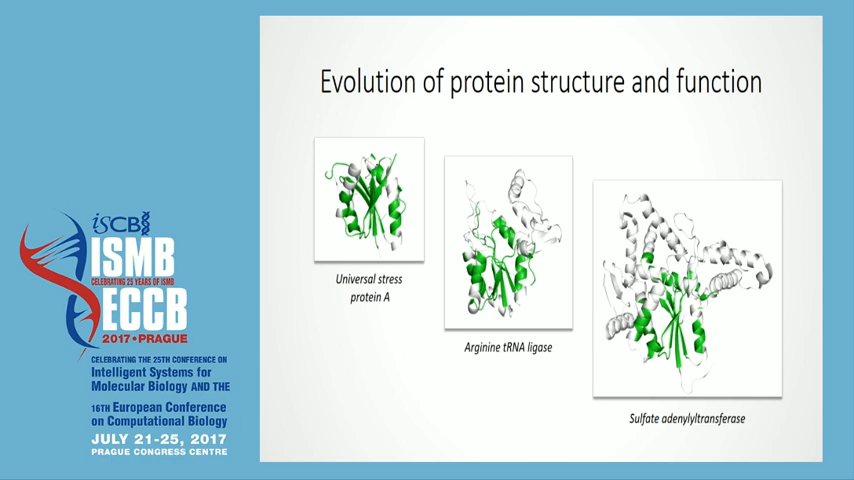 Evolution of protein structure and function
Universal stress
protein A
Arginine tRNA ligase
Sulfate adenylyltransferase
iSCB
ISMB
CELEBRATING 25 YEARS OF ISMB
ECCB
2017 • PRAGUE
CELEBRATING THE 25TH CONFERENCE ON
Intelligent Systems for
Molecular Biology AND THE
16TH European Conference
on Computational Biology
JULY 21-25, 2017
PRAGUE CONGRESS CENTRE